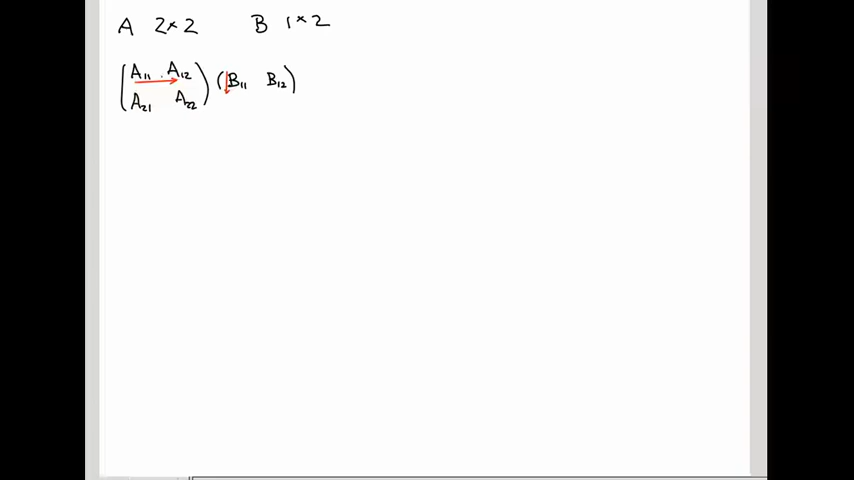 A 2×2 B 1×2
(A₁₁ . A₁₂) (B₁₁ B₁₂)
A₂₁ A₂₂